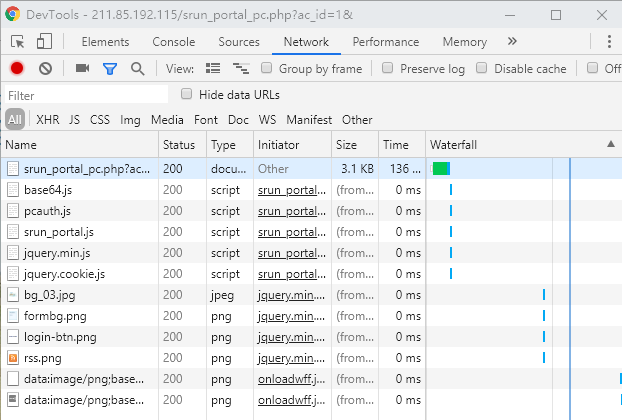 DevTools - 211.85.192.115/srun_portal_pc.php?ac_id=1&
Elements Console Sources Network Performance Memory »
View: Group by frame Preserve log Disable cache Off
Filter Hide data URLs
All XHR JS CSS Img Media Font Doc WS Manifest Other
Name Status Type Initiator Size Time Waterfall
srun_portal_pc.php?ac... 200 docu... Other 3.1 KB 136 ...
base64.js 200 script srun_portal... (from... 0 ms
pcauth.js 200 script srun_portal... (from... 0 ms
srun_portal.js 200 script srun_portal... (from... 0 ms
jquery.min.js 200 script srun_portal... (from... 0 ms
jquery.cookie.js 200 script srun_portal... (from... 0 ms
bg_03.jpg 200 jpeg jquery.min.... (from... 0 ms
formbg.png 200 png jquery.min.... (from... 0 ms
login-btn.png 200 png jquery.min.... (from... 0 ms
rss.png 200 png jquery.min.... (from... 0 ms
data:image/png;base... 200 png onloadwff.j... (from... 0 ms
data:image/png;base... 200 png onloadwff.j... (from... 0 ms